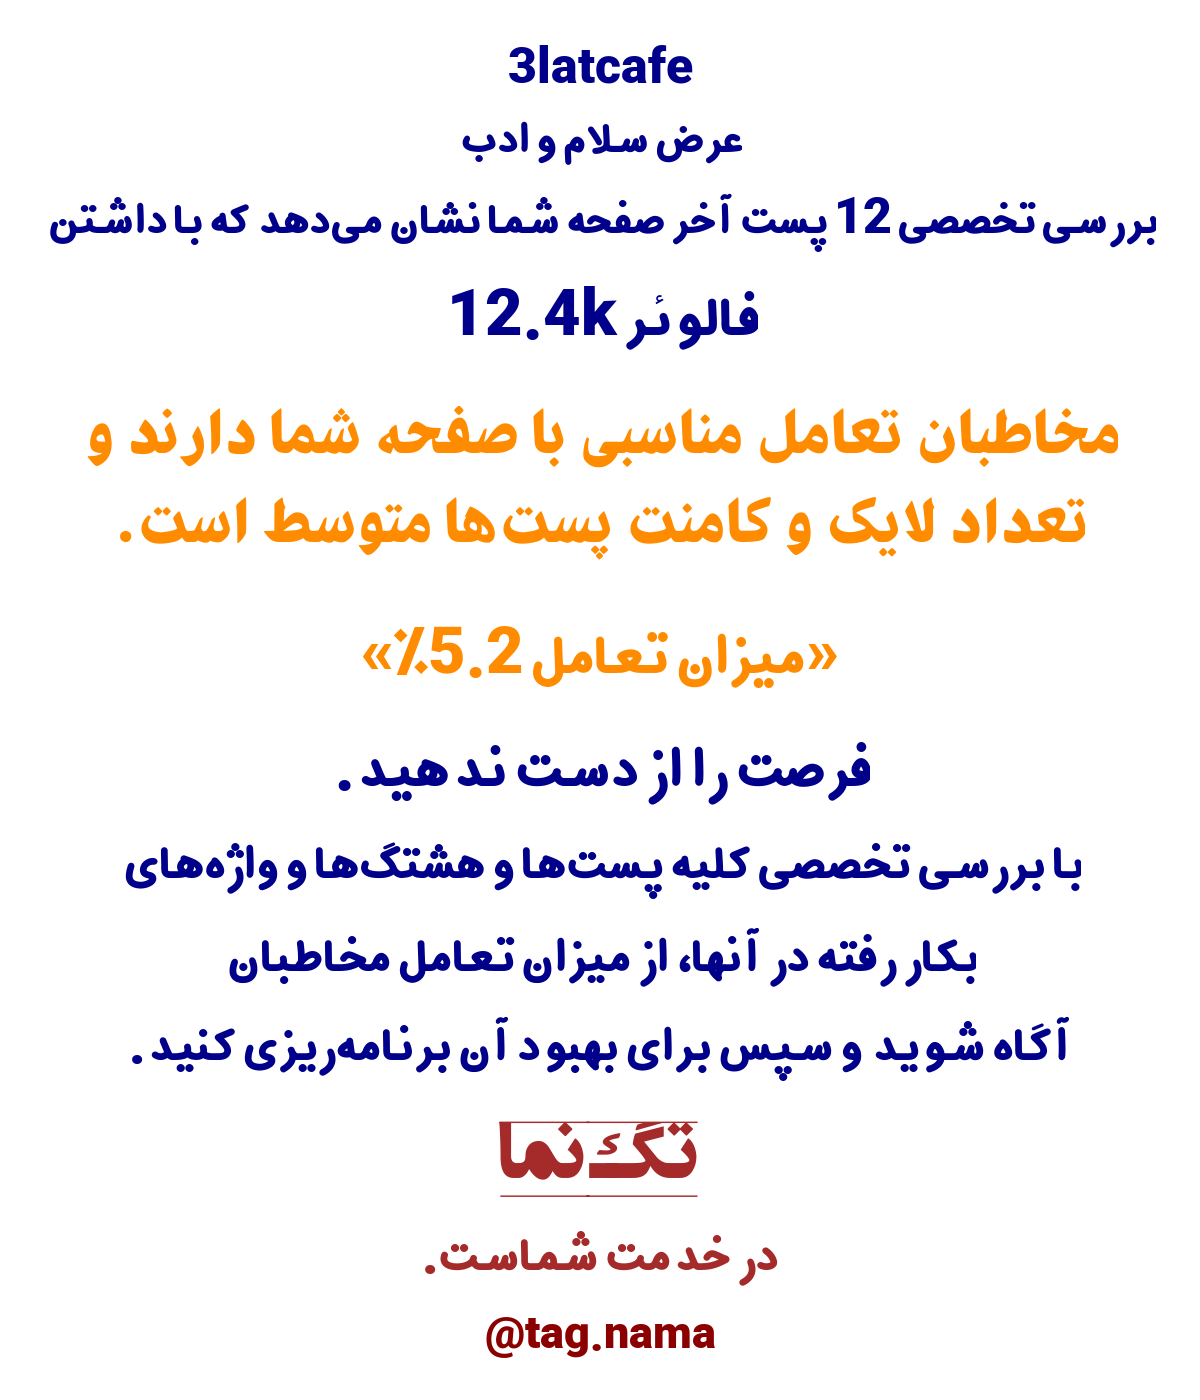 3latcafe
عرض سلام و ادب
بررسی تخصصی 12 پست آخر صفحه شما نشان می‌دهد که با داشتن
12.4k فالوئر
مخاطبان تعامل مناسبی با صفحه شما دارند و
تعداد لایک و کامنت پست‌ها متوسط است.
«میزان تعامل 5.2٪»
فرصت را از دست ندهید.
با بررسی تخصصی کلیه پست‌ها و هشتگ‌ها و واژه‌های
بکار رفته در آنها، از میزان تعامل مخاطبان
آگاه شوید و سپس برای بهبود آن برنامه‌ریزی کنید.
تگ‌نما
در خدمت شماست.
@tag.nama